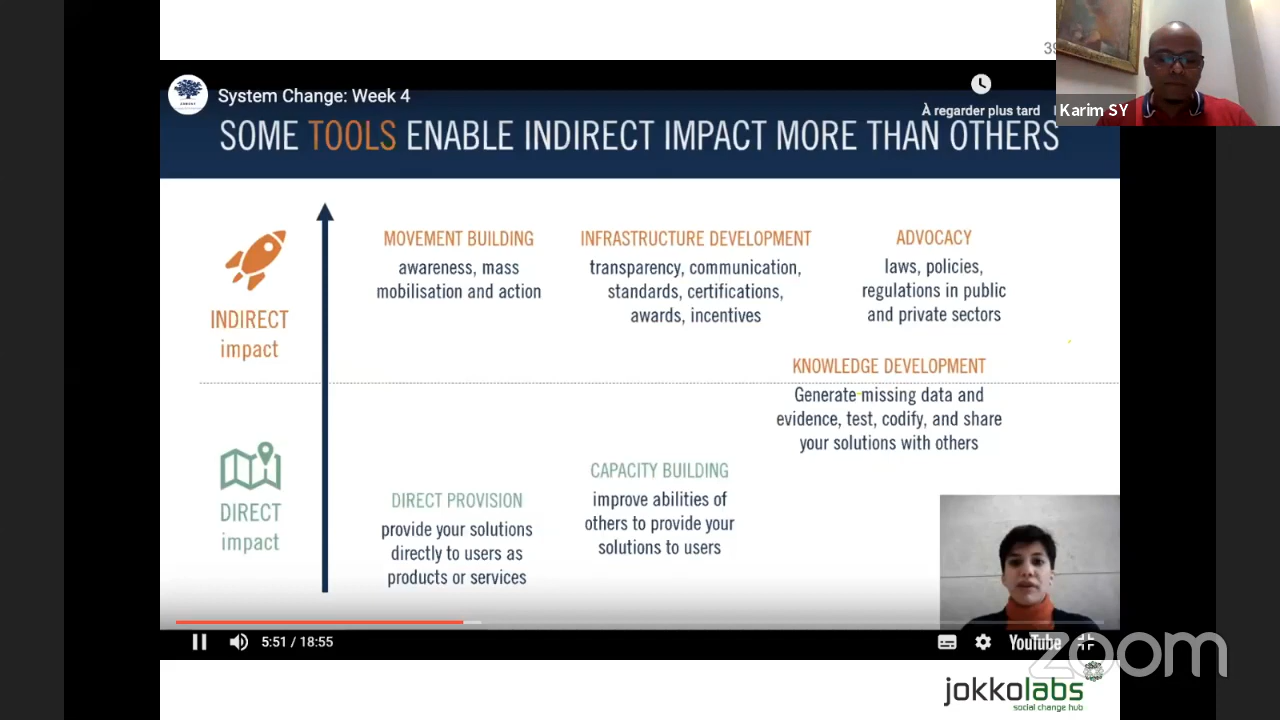 39
Karim SY
System Change: Week 4
À regarder plus tard
SOME TOOLS ENABLE INDIRECT IMPACT MORE THAN OTHERS
INDIRECT
impact
MOVEMENT BUILDING
awareness, mass
mobilisation and action
INFRASTRUCTURE DEVELOPMENT
transparency, communication,
standards, certifications,
awards, incentives
ADVOCACY
laws, policies,
regulations in public
and private sectors
KNOWLEDGE DEVELOPMENT
Generate missing data and
evidence, test, codify, and share
your solutions with others
DIRECT
impact
DIRECT PROVISION
provide your solutions
directly to users as
products or services
CAPACITY BUILDING
improve abilities of
others to provide your
solutions to users
5:51 / 18:55
YouTube
zoom
jokkolabs
social change hub